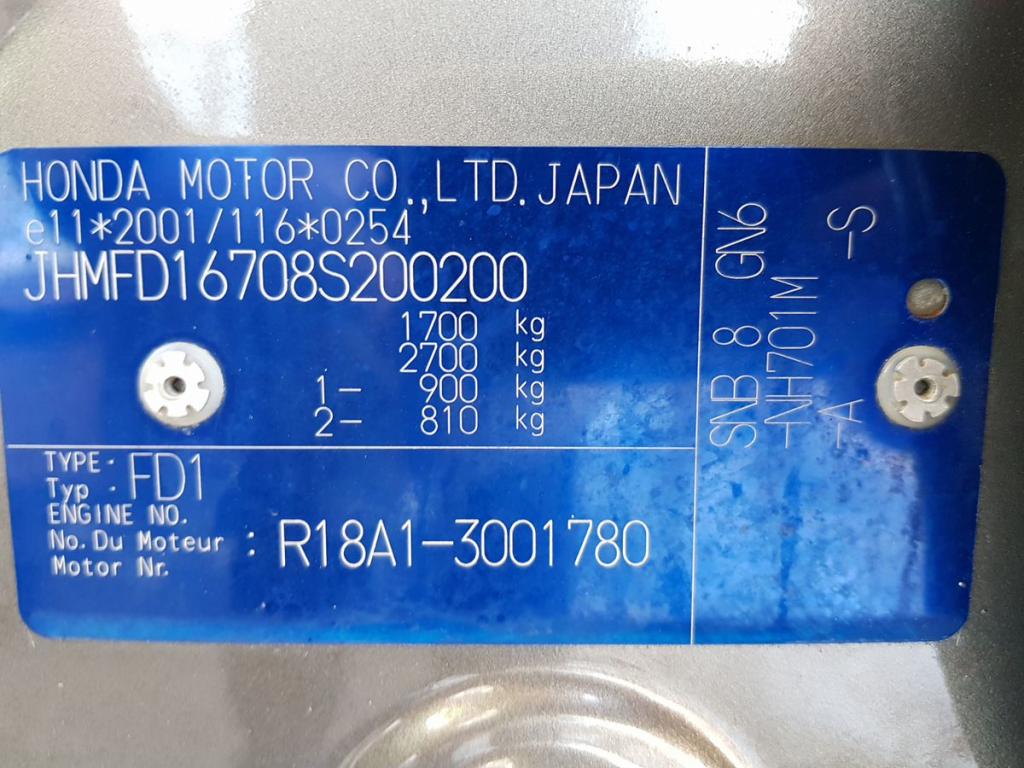 HONDA MOTOR CO.,LTD.JAPAN
e11*2001/116*0254
JHMFD16708S200200
1700 kg
2700 kg
1- 900 kg
2- 810 kg
TYPE·
Typ · FD1
ENGINE NO.
No.Du Moteur : R18A1-3001780
Motor Nr.
SNB 8 GN6
-NH701M
-A -S